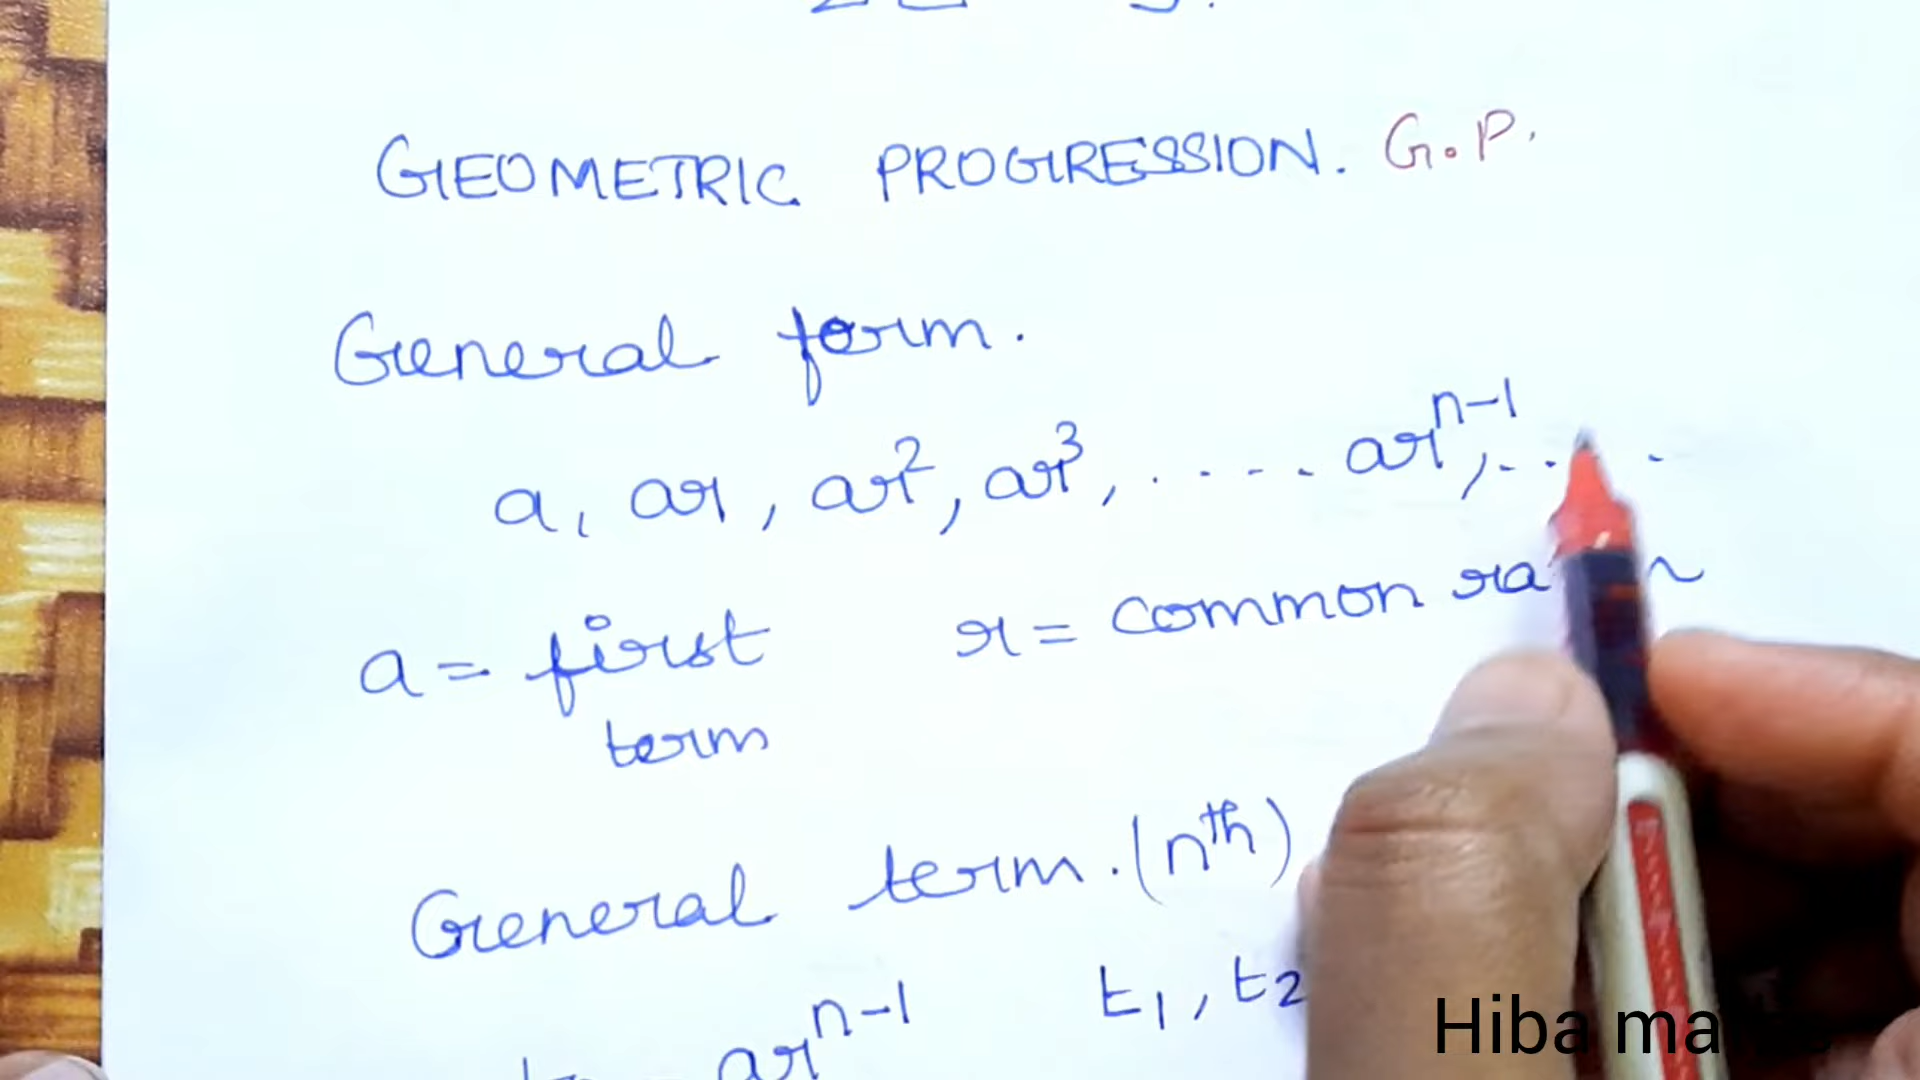 GEOMETRIC PROGRESSION. G.P.
General form.
a, ar, ar², ar³, ..... arⁿ⁻¹, ....
a = first term
r = common
General term. (nᵗʰ)
arⁿ⁻¹ t₁, t₂
Hiba